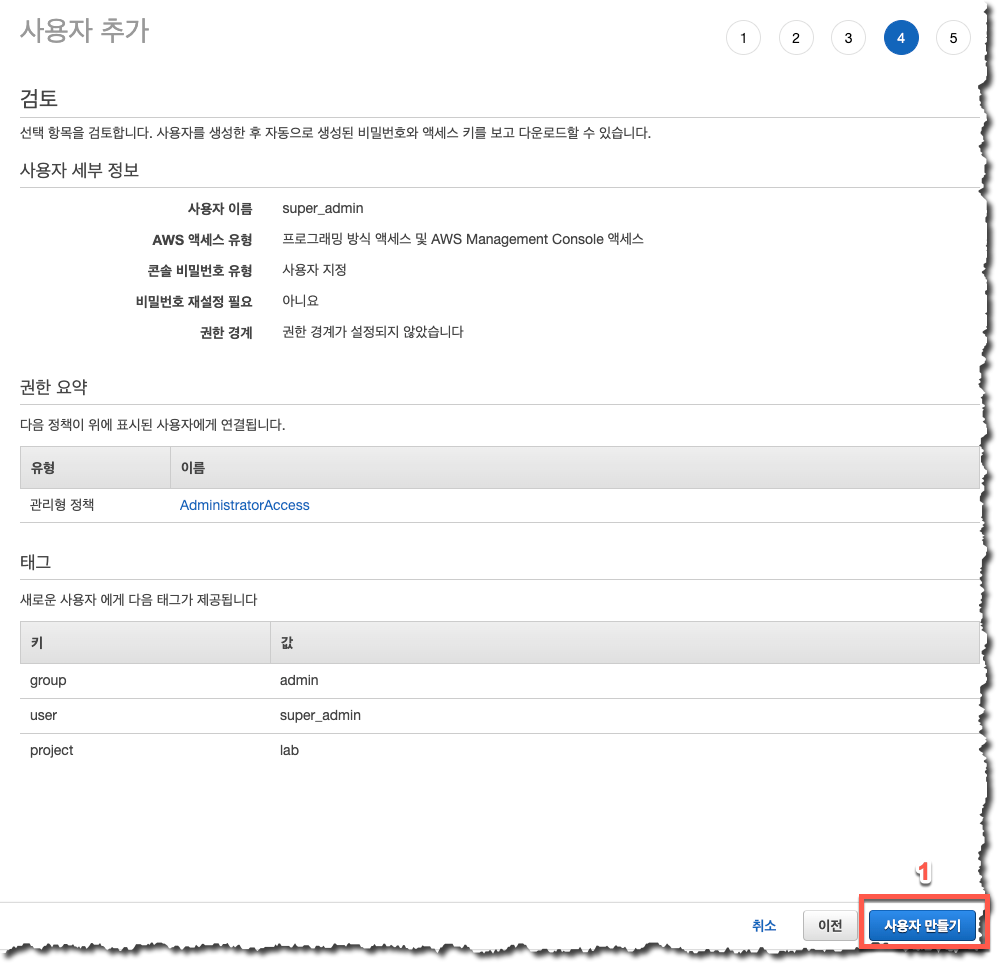 사용자 추가
1 2 3 4 5
검토
선택 항목을 검토합니다. 사용자를 생성한 후 자동으로 생성된 비밀번호와 액세스 키를 보고 다운로드할 수 있습니다.
사용자 세부 정보
사용자 이름 super_admin
AWS 액세스 유형 프로그래밍 방식 액세스 및 AWS Management Console 액세스
콘솔 비밀번호 유형 사용자 지정
비밀번호 재설정 필요 아니요
권한 경계 권한 경계가 설정되지 않았습니다
권한 요약
다음 정책이 위에 표시된 사용자에게 연결됩니다.
유형 이름
관리형 정책 AdministratorAccess
태그
새로운 사용자 에게 다음 태그가 제공됩니다
키 값
group admin
user super_admin
project lab
1
취소 이전 사용자 만들기